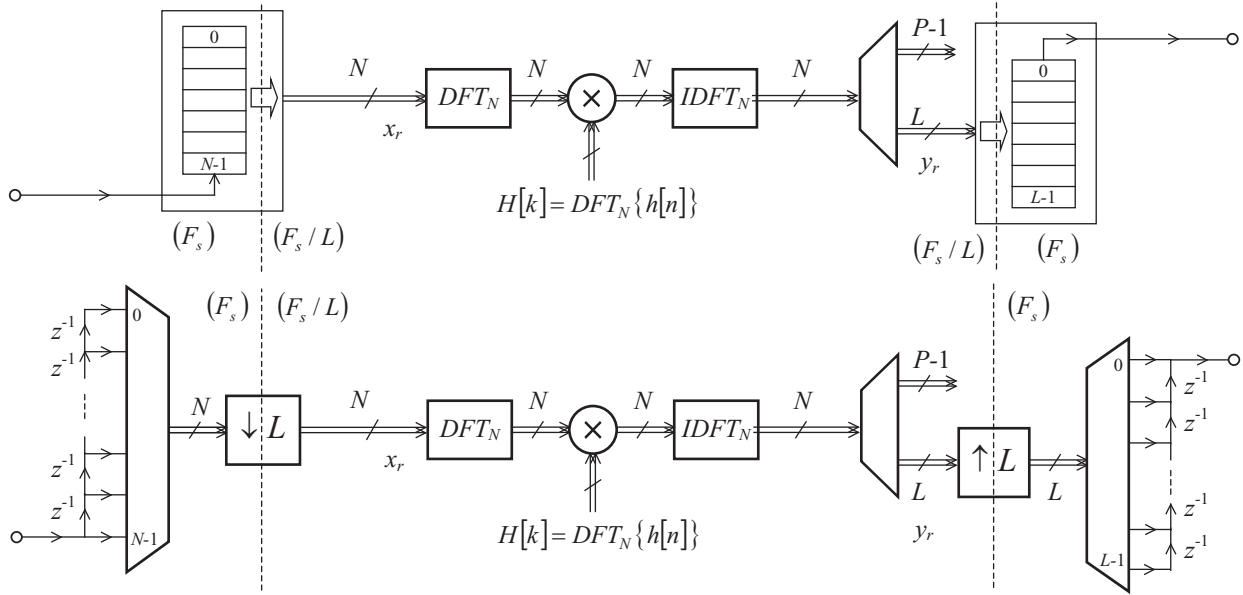 0
N-1
N
x_r
DFT_N
N
×
N
H[k]=DFT_N{h[n]}
IDFT_N
N
P-1
L
y_r
0
L-1
(F_s)
(F_s / L)
(F_s / L)
(F_s)
(F_s)
(F_s / L)
(F_s)
z^{-1}
z^{-1}
z^{-1}
z^{-1}
0
N-1
N
↓ L
N
x_r
DFT_N
N
×
N
H[k]=DFT_N{h[n]}
IDFT_N
N
P-1
L
y_r
↑ L
L
0
L-1
z^{-1}
z^{-1}
z^{-1}
z^{-1}